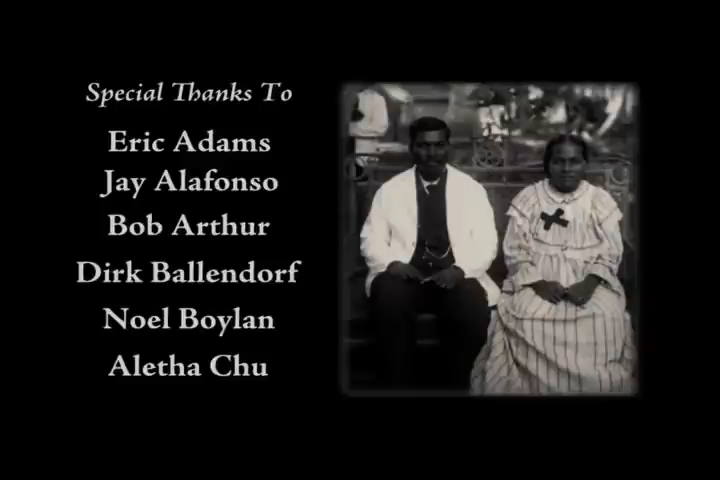 Special Thanks To
Eric Adams
Jay Alafonso
Bob Arthur
Dirk Ballendorf
Noel Boylan
Aletha Chu